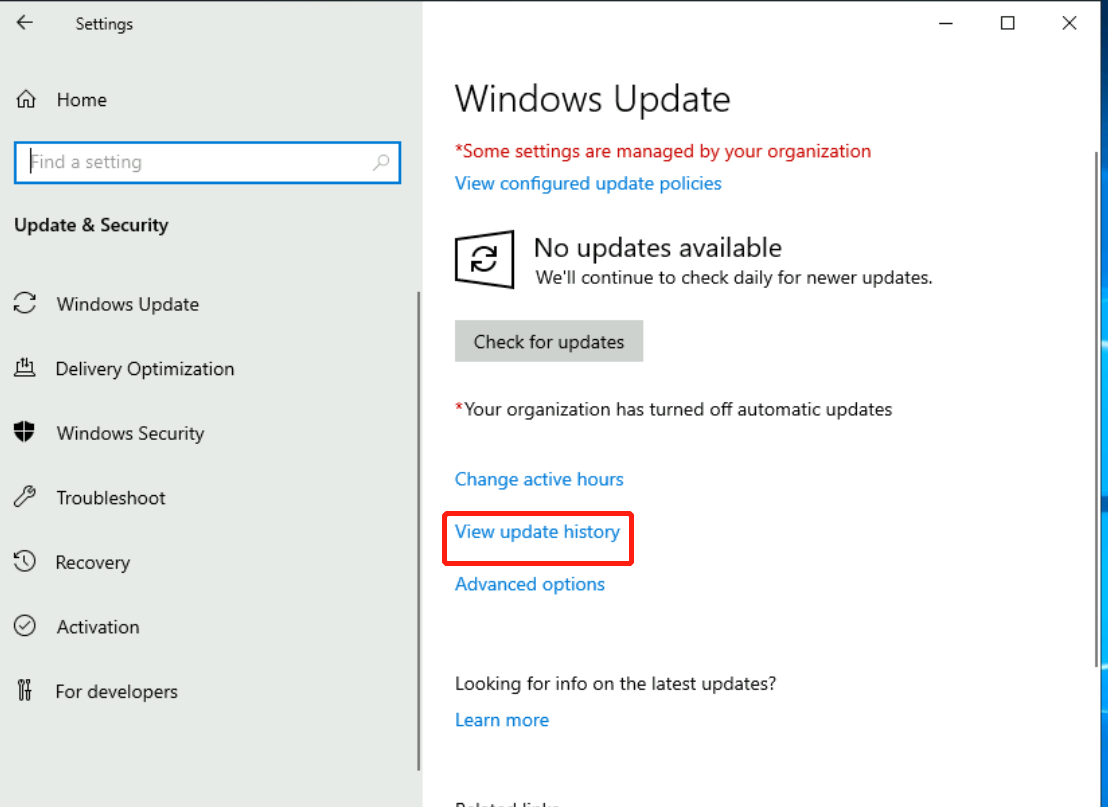 Settings
Home
Find a setting
Update & Security
Windows Update
Delivery Optimization
Windows Security
Troubleshoot
Recovery
Activation
For developers
Windows Update
*Some settings are managed by your organization
View configured update policies
No updates available
We'll continue to check daily for newer updates.
Check for updates
*Your organization has turned off automatic updates
Change active hours
View update history
Advanced options
Looking for info on the latest updates?
Learn more
Related links